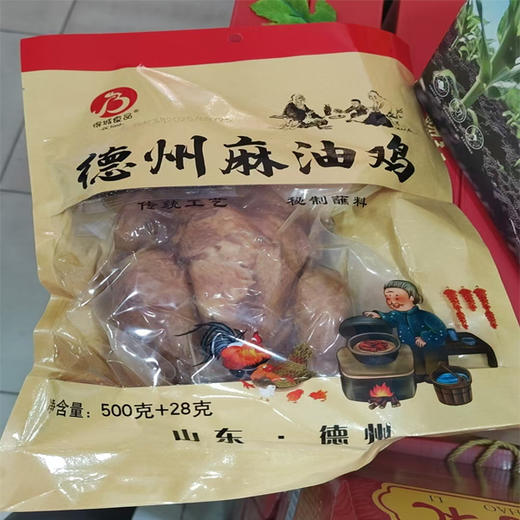 德州麻油鸡
传统工艺 秘制蘸料
净含量: 500克+28克
山东·德州
LI